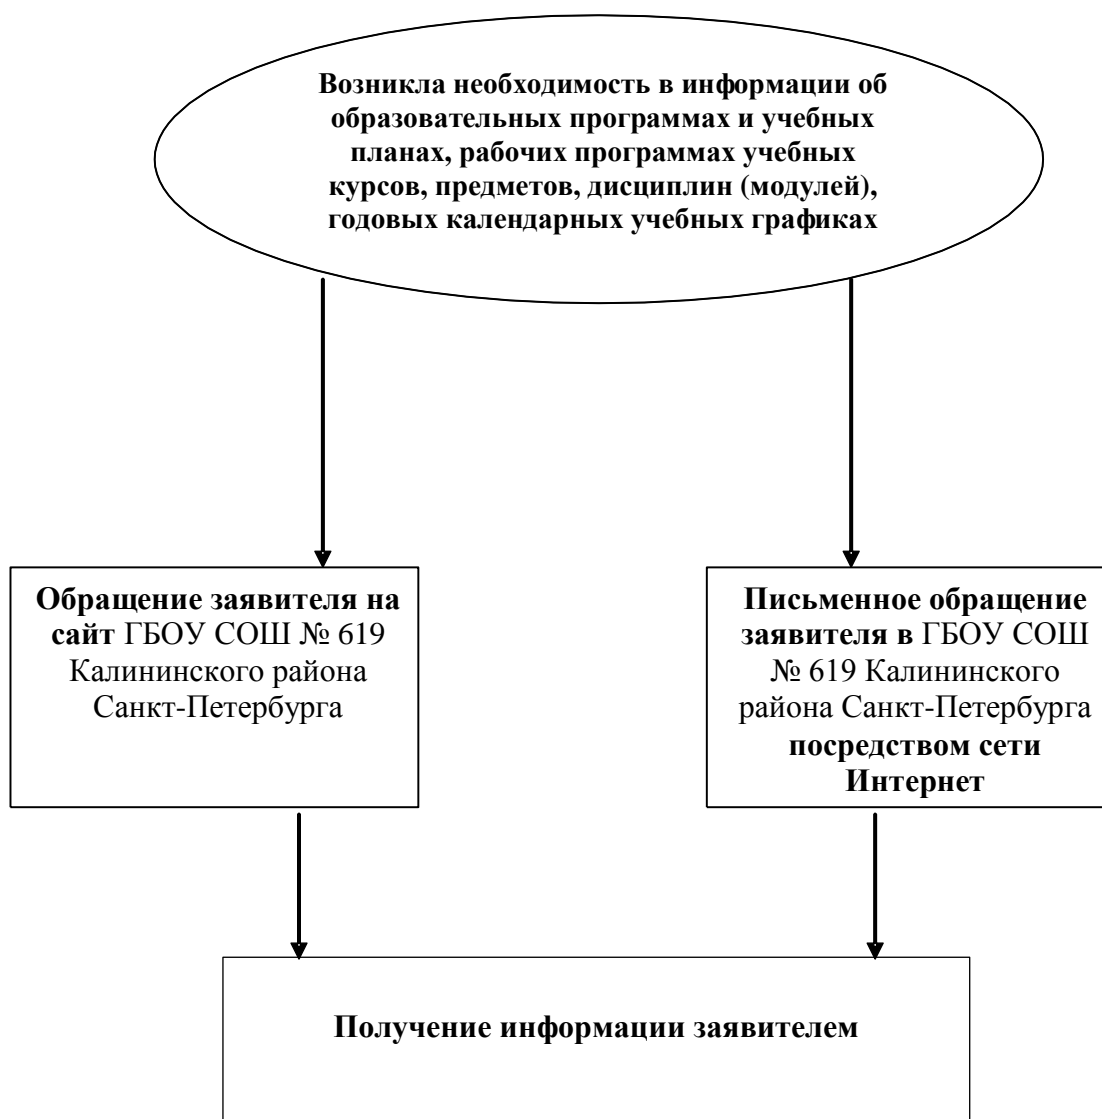 Возникла необходимость в информации об
образовательных программах и учебных
планах, рабочих программах учебных
курсов, предметов, дисциплин (модулей),
годовых календарных учебных графиках
Обращение заявителя на
сайт ГБОУ СОШ № 619
Калининского района
Санкт-Петербурга
Письменное обращение
заявителя в ГБОУ СОШ
№ 619 Калининского
района Санкт-Петербурга
посредством сети
Интернет
Получение информации заявителем